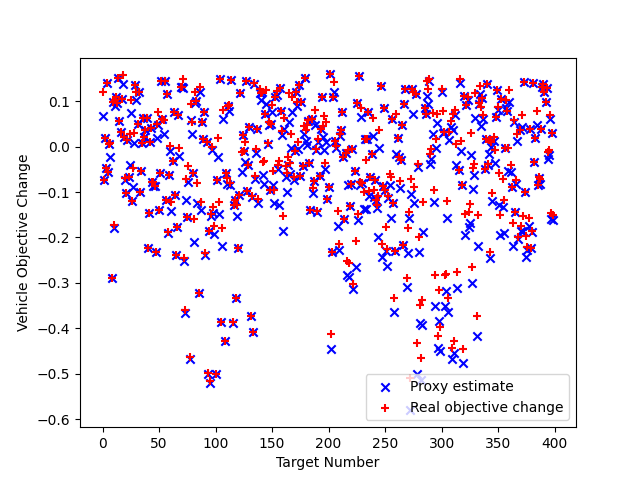 0.1
0.0
−0.1
−0.2
−0.3
−0.4
−0.5
−0.6
Vehicle Objective Change
0 50 100 150 200 250 300 350 400
Target Number
Proxy estimate
Real objective change